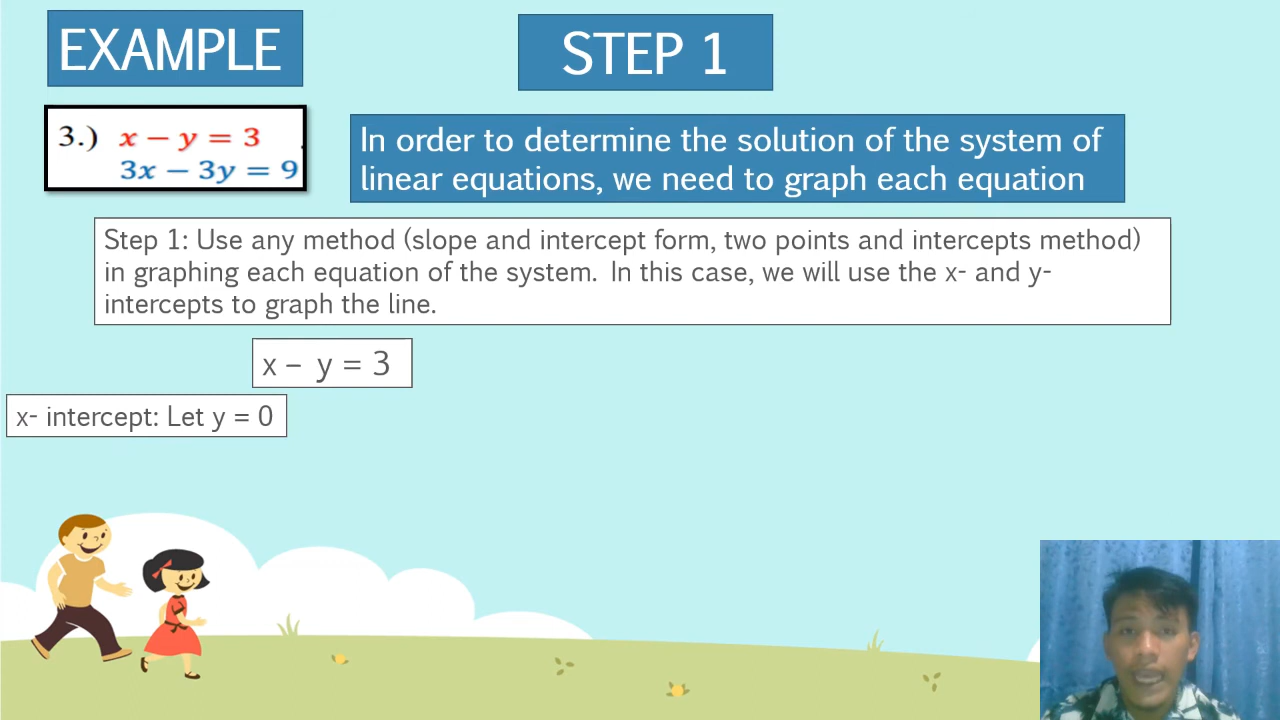 EXAMPLE
STEP 1
3.) x − y = 3
3x − 3y = 9
In order to determine the solution of the system of
linear equations, we need to graph each equation
Step 1: Use any method (slope and intercept form, two points and intercepts method)
in graphing each equation of the system. In this case, we will use the x- and y-
intercepts to graph the line.
x – y = 3
x- intercept: Let y = 0